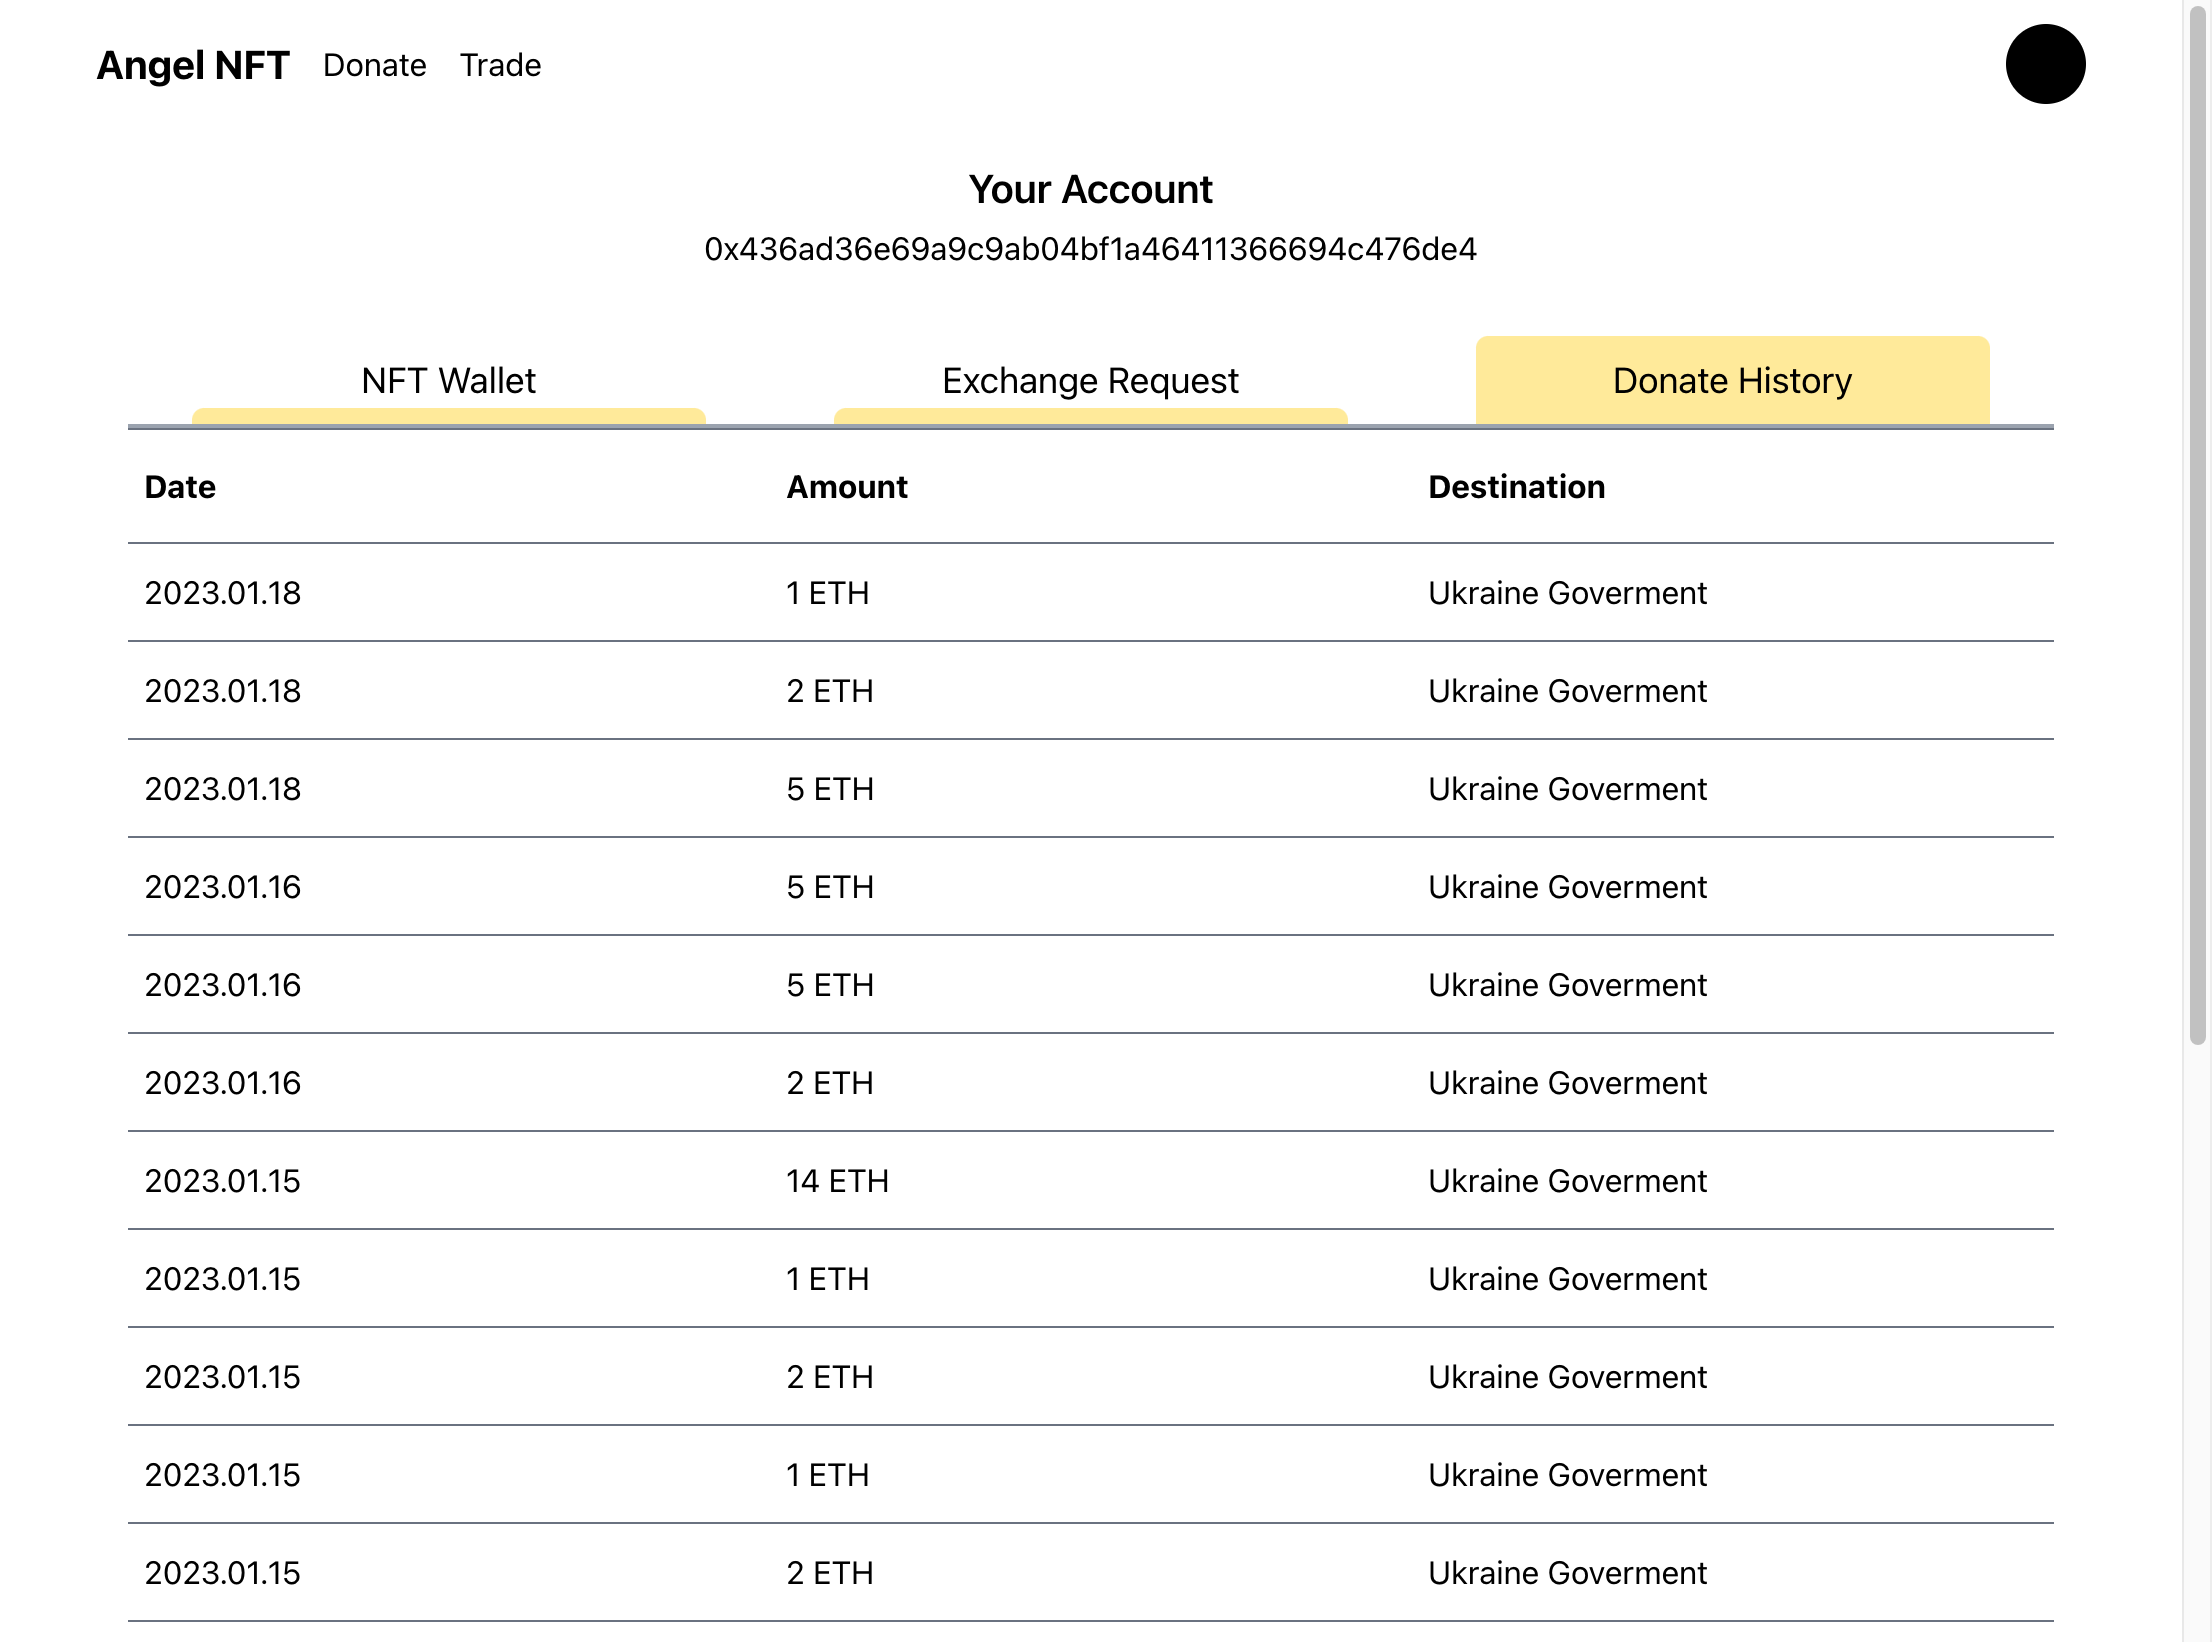 Angel NFT Donate Trade
Your Account
0x436ad36e69a9c9ab04bf1a46411366694c476de4
NFT Wallet Exchange Request Donate History
Date Amount Destination
2023.01.18 1 ETH Ukraine Goverment
2023.01.18 2 ETH Ukraine Goverment
2023.01.18 5 ETH Ukraine Goverment
2023.01.16 5 ETH Ukraine Goverment
2023.01.16 5 ETH Ukraine Goverment
2023.01.16 2 ETH Ukraine Goverment
2023.01.15 14 ETH Ukraine Goverment
2023.01.15 1 ETH Ukraine Goverment
2023.01.15 2 ETH Ukraine Goverment
2023.01.15 1 ETH Ukraine Goverment
2023.01.15 2 ETH Ukraine Goverment